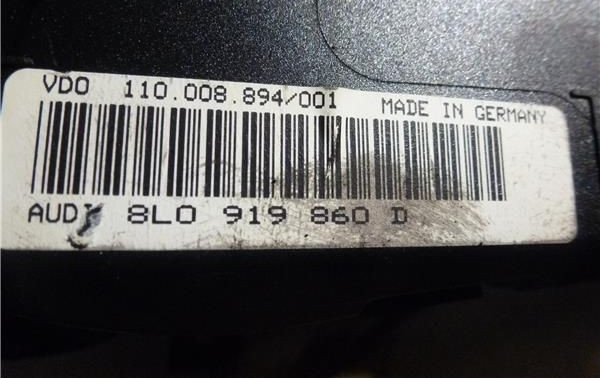 VDO 110.008.894/001 MADE IN GERMANY
AUDI 8L0 919 860 D